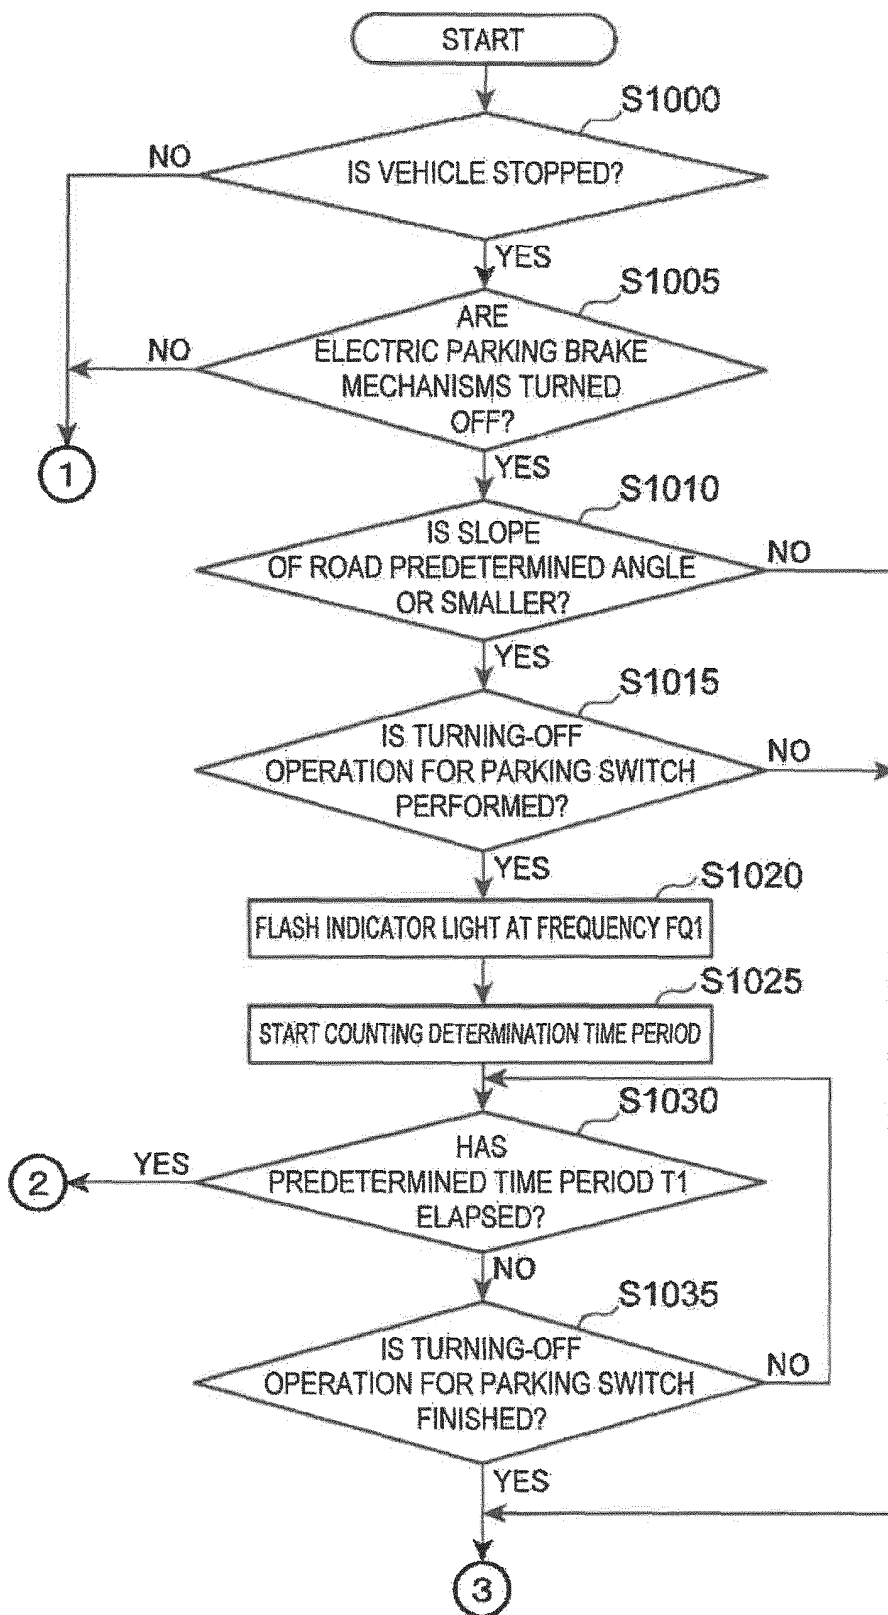 START
S1000
NO
IS VEHICLE STOPPED?
YES
S1005
NO
ARE
ELECTRIC PARKING BRAKE
MECHANISMS TURNED
OFF?
1
YES
S1010
IS SLOPE
OF ROAD PREDETERMINED ANGLE
OR SMALLER?
NO
YES
S1015
IS TURNING-OFF
OPERATION FOR PARKING SWITCH
PERFORMED?
NO
YES
S1020
FLASH INDICATOR LIGHT AT FREQUENCY FQ1
S1025
START COUNTING DETERMINATION TIME PERIOD
S1030
2
YES
HAS
PREDETERMINED TIME PERIOD T1
ELAPSED?
NO
S1035
IS TURNING-OFF
OPERATION FOR PARKING SWITCH
FINISHED?
NO
YES
3